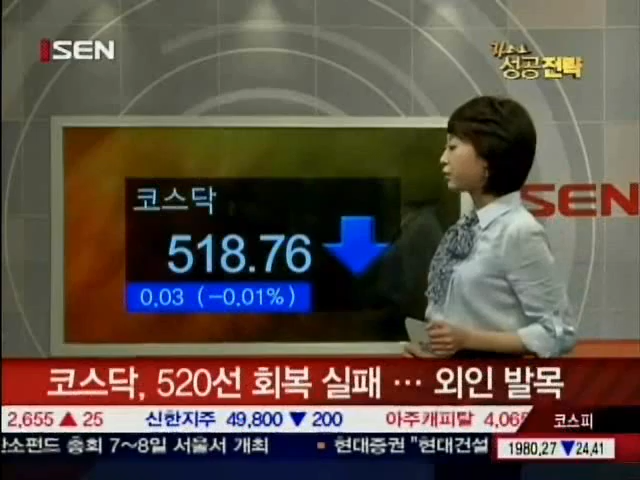 SEN
성공전략
코스닥
518.76
0.03 (-0.01%)
SEN
코스닥, 520선 회복 실패 … 외인 발목
2,655 ▲ 25 신한지주 49,800 ▼ 200 아주캐피탈 4,065 코스피
탄소펀드 총회 7~8일 서울서 개최 ▪ 현대증권 "현대건설 1980.27 ▼24.41